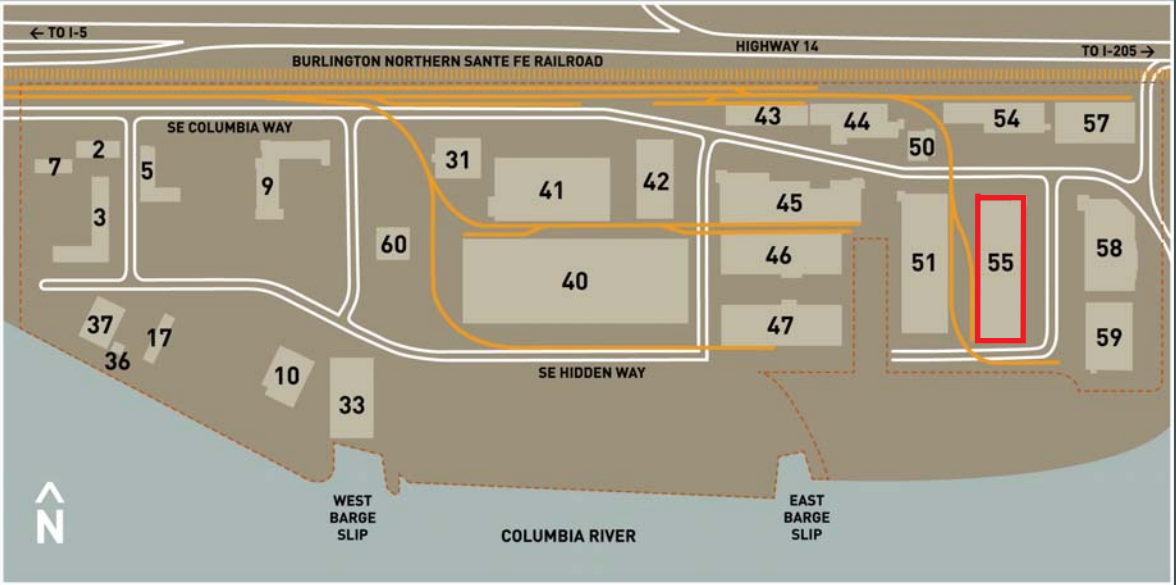 ← TO I-5
HIGHWAY 14
TO I-205 →
BURLINGTON NORTHERN SANTE FE RAILROAD
SE COLUMBIA WAY
43
44
50
54
57
7
2
5
9
3
31
41
42
45
60
40
46
47
51
55
58
59
37
36
17
10
33
SE HIDDEN WAY
WEST
BARGE
SLIP
COLUMBIA RIVER
EAST
BARGE
SLIP
N